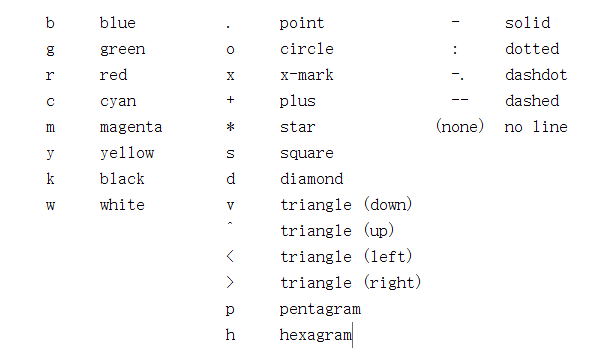 b blue . point - solid
g green o circle : dotted
r red x x-mark -. dashdot
c cyan + plus -- dashed
m magenta * star (none) no line
y yellow s square
k black d diamond
w white v triangle (down)
^ triangle (up)
< triangle (left)
> triangle (right)
p pentagram
h hexagram